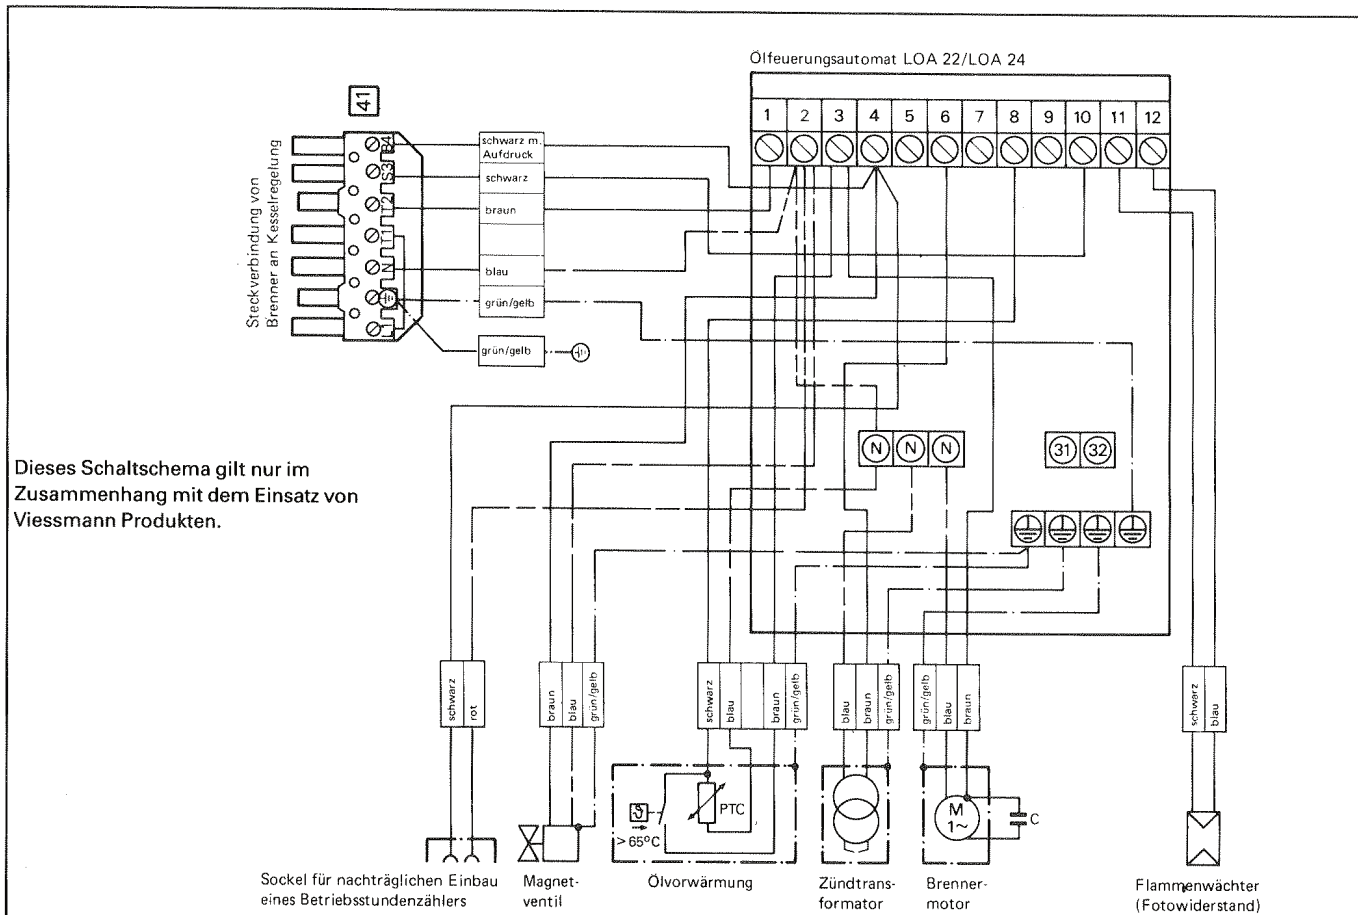 Ölfeuerungsautomat LOA 22/LOA 24
41
1 2 3 4 5 6 7 8 9 10 11 12
Steckverbindung von
Brenner an Kesselregelung
B4
S3
T2
T1
N
L1
schwarz m.
Aufdruck
schwarz
braun
blau
grün/gelb
grün/gelb
N N N
31 32
Dieses Schaltschema gilt nur im
Zusammenhang mit dem Einsatz von
Viessmann Produkten.
schwarz
rot
braun
blau
grün/gelb
schwarz
blau
braun
grün/gelb
blau
braun
grün/gelb
grün/gelb
blau
braun
schwarz
blau
ϑ
> 65°C
PTC
M
1~
C
Sockel für nachträglichen Einbau
eines Betriebsstundenzählers
Magnet-
ventil
Ölvorwärmung
Zündtrans-
formator
Brenner-
motor
Flammenwächter
(Fotowiderstand)